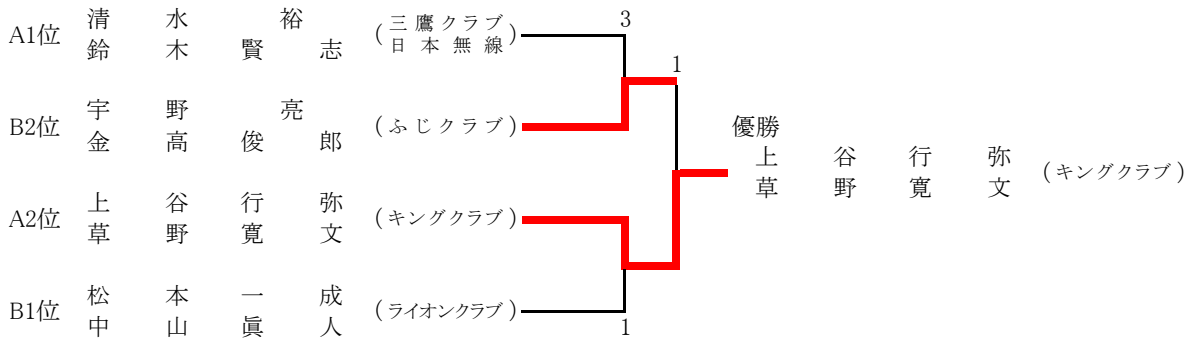 3
A1位 清水裕 (三鷹クラブ
鈴木賢志 日本無線)
1
B2位 宇野亮
金高俊郎 (ふじクラブ)
優勝
上谷行弥
草野寛文 (キングクラブ)
A2位 上谷行弥
草野寛文 (キングクラブ)
B1位 松本一成
中山眞人 (ライオンクラブ)
1